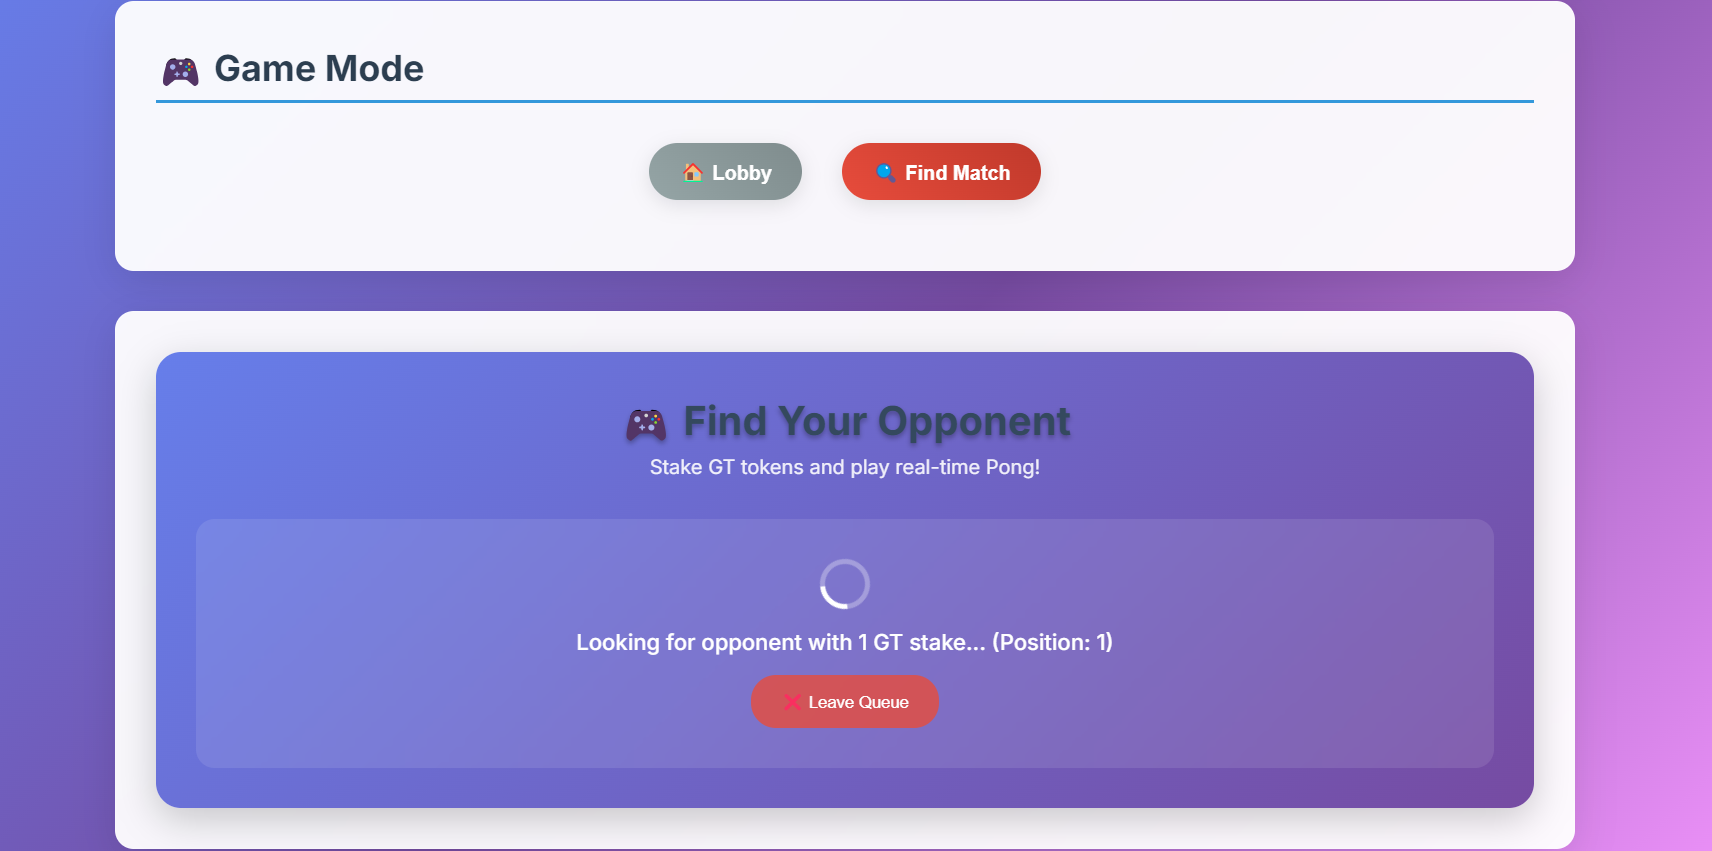 🎮 Game Mode
🏠 Lobby
🔍 Find Match
🎮 Find Your Opponent
Stake GT tokens and play real-time Pong!
Looking for opponent with 1 GT stake... (Position: 1)
❌ Leave Queue